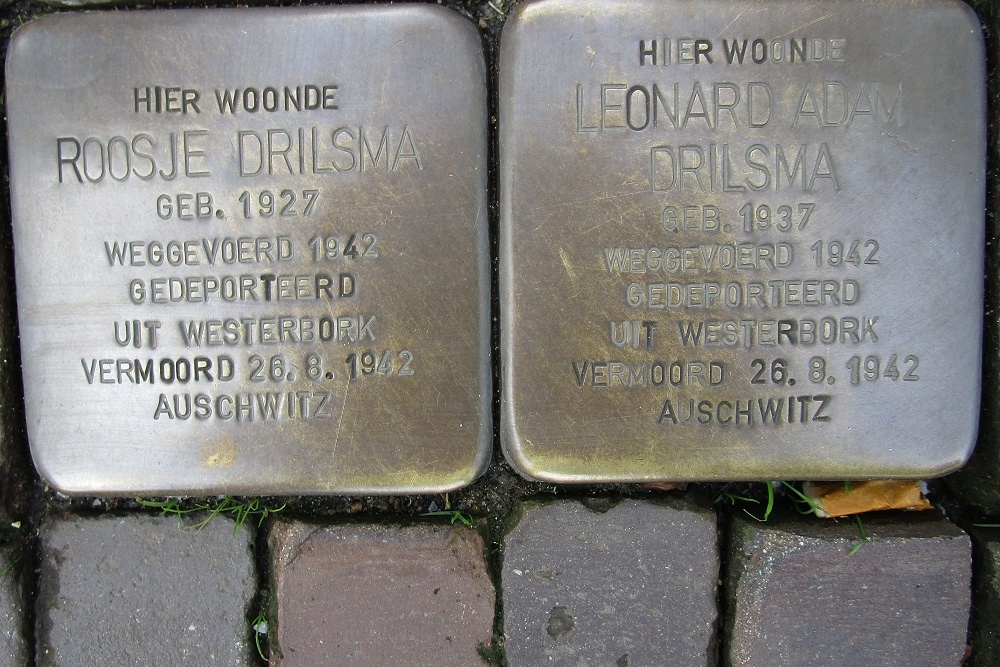 HIER WOONDE
ROOSJE DRILSMA
GEB. 1927
WEGGEVOERD 1942
GEDEPORTEERD
UIT WESTERBORK
VERMOORD 26.8.1942
AUSCHWITZ
HIER WOONDE
LEONARD ADAM
DRILSMA
GEB. 1937
WEGGEVOERD 1942
GEDEPORTEERD
UIT WESTERBORK
VERMOORD 26.8.1942
AUSCHWITZ